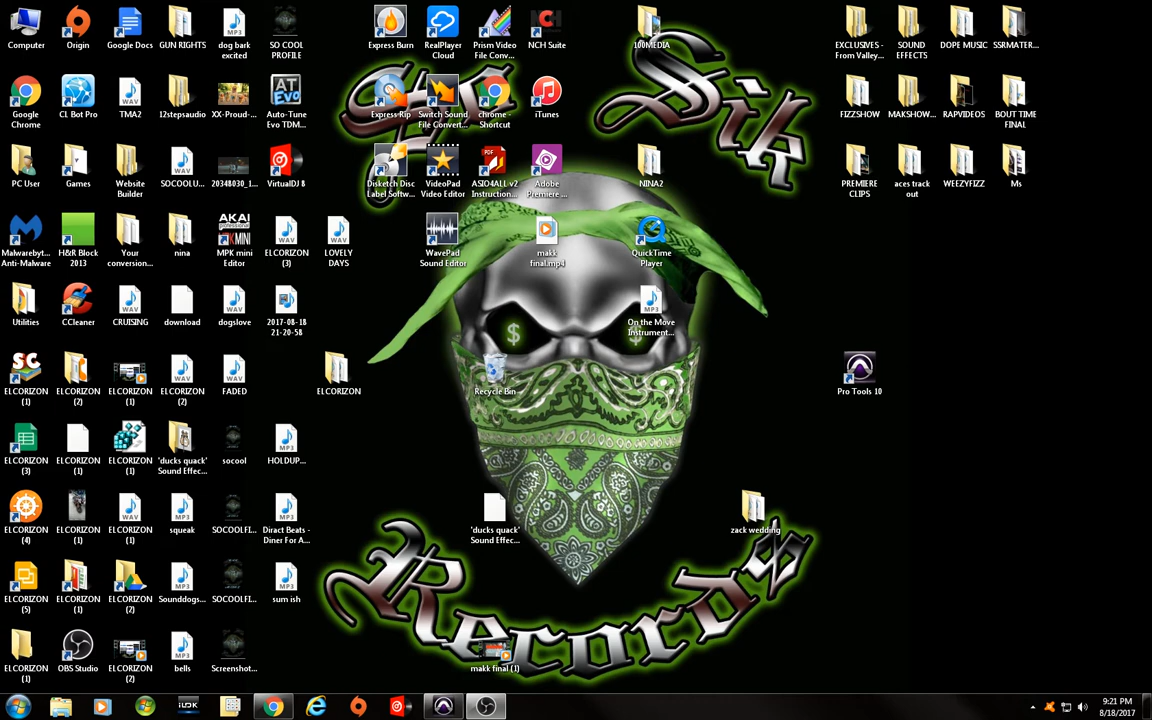 Computer
Origin
Google Docs
GUN RIGHTS
dog bark
excited
SO COOL
PROFILE
Express Burn
RealPlayer
Cloud
Prism Video
File Conv...
NCH Suite
100MEDIA
EXCLUSIVES -
From Valley...
SOUND
EFFECTS
DOPE MUSIC
SSRMATER...
Google
Chrome
CL Bot Pro
TMA2
12stepsaudio
XX-Proud-...
Auto-Tune
Evo TDM...
Express Rip
Switch Sound
File Convert...
chrome -
Shortcut
iTunes
FIZZSHOW
MAKSHOW...
RAPVIDEOS
BOUT TIME
FINAL
PC User
Games
Website
Builder
SOCOOLU...
20348030_1...
VirtualDJ 8
Disketch Disc
Label Softw...
VideoPad
Video Editor
ASIO4ALL v2
Instruction...
Adobe
Premiere ...
NINA2
PREMIERE
CLIPS
aces track
out
WEEZYFIZZ
Ms
Malwarebyt...
Anti-Malware
H&R Block
2013
Your
conversion...
nina
MPK mini
Editor
ELCORIZON
(3)
LOVELY
DAYS
WavePad
Sound Editor
makk
final.mp4
QuickTime
Player
Utilities
CCleaner
CRUISING
download
dogslove
2017-08-18
21-20-58
On the Move
Instrument...
ELCORIZON
(1)
ELCORIZON
(2)
ELCORIZON
(1)
ELCORIZON
(2)
FADED
ELCORIZON
Recycle Bin
Pro Tools 10
ELCORIZON
(3)
ELCORIZON
(1)
ELCORIZON
(1)
'ducks quack'
Sound Effec...
socool
HOLDUP...
ELCORIZON
(4)
ELCORIZON
(1)
ELCORIZON
(1)
squeak
SOCOOLFI...
Diract Beats -
Diner For A...
'ducks quack'
Sound Effec...
zack wedding
ELCORIZON
(5)
ELCORIZON
(1)
ELCORIZON
(2)
Sounddogs...
SOCOOLFI...
sum ish
ELCORIZON
(1)
OBS Studio
ELCORIZON
(2)
bells
Screenshot...
makk final (1)
Sik
Records
9:21 PM
8/18/2017